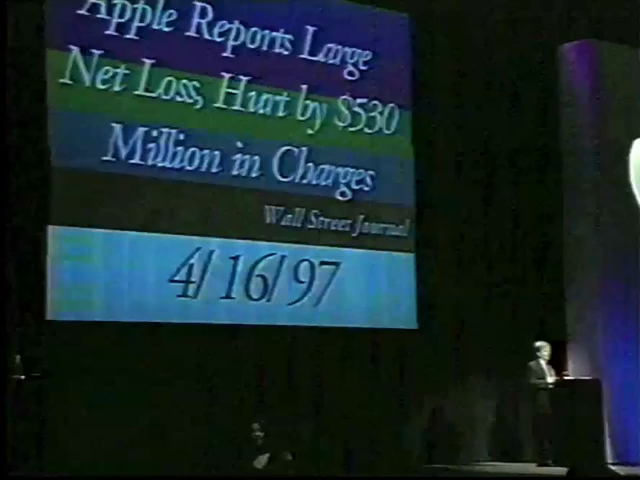 Apple Reports Large
Net Loss, Hurt by $530
Million in Charges
Wall Street Journal
4/16/97